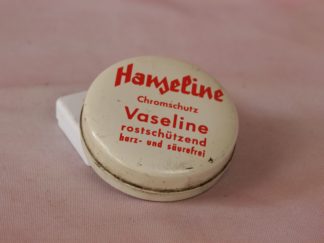 Hanseline
Chromschutz
Vaseline
rostschützend
harz- und säurefrei